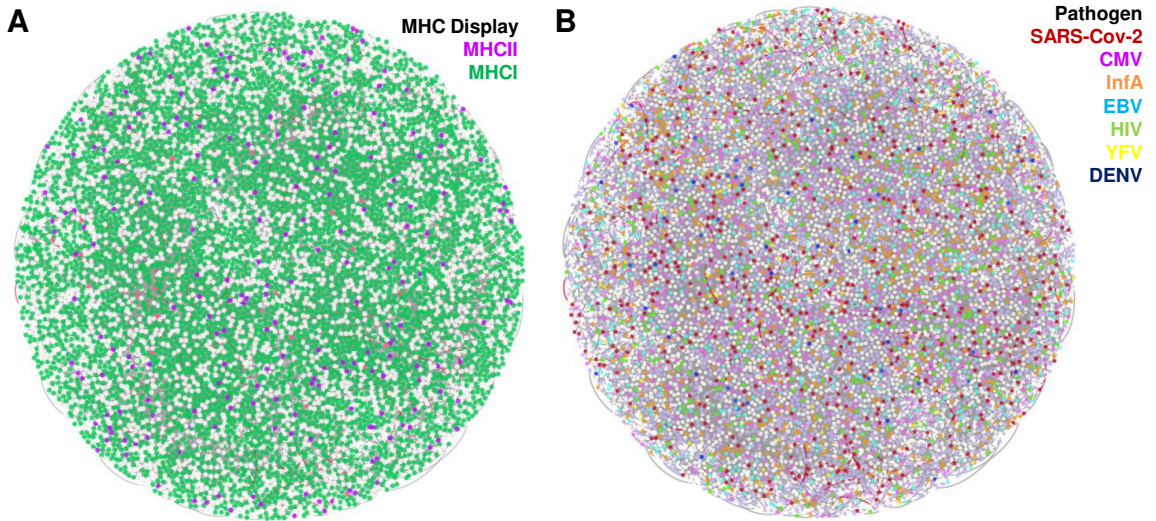 A
MHC Display
MHCII
MHCI
B
Pathogen
SARS-Cov-2
CMV
InfA
EBV
HIV
YFV
DENV